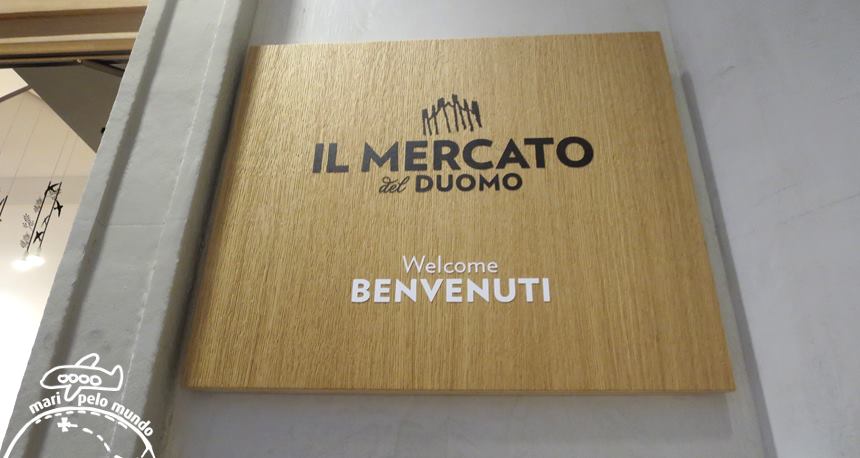 IL MERCATO
del DUOMO
Welcome
BENVENUTI
mari pelo mundo